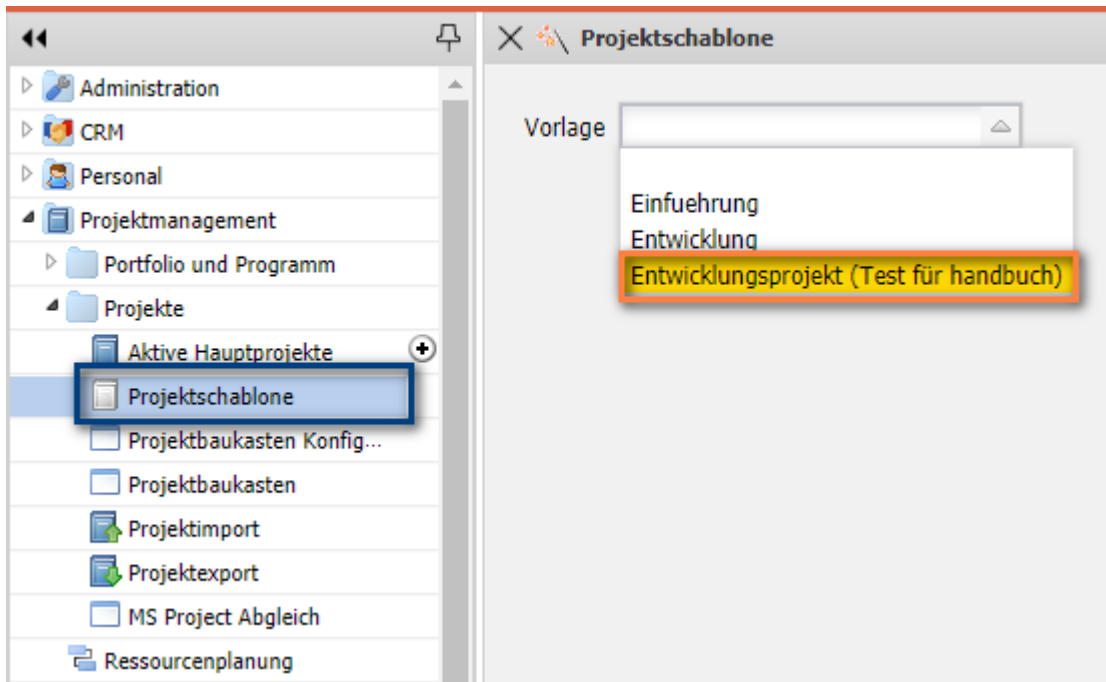 Projektschablone
Administration
CRM
Personal
Projektmanagement
Portfolio und Programm
Projekte
Aktive Hauptprojekte
Projektschablone
Projektbaukasten Konfig...
Projektbaukasten
Projektimport
Projektexport
MS Project Abgleich
Ressourcenplanung
Vorlage
Einfuehrung
Entwicklung
Entwicklungsprojekt (Test für handbuch)